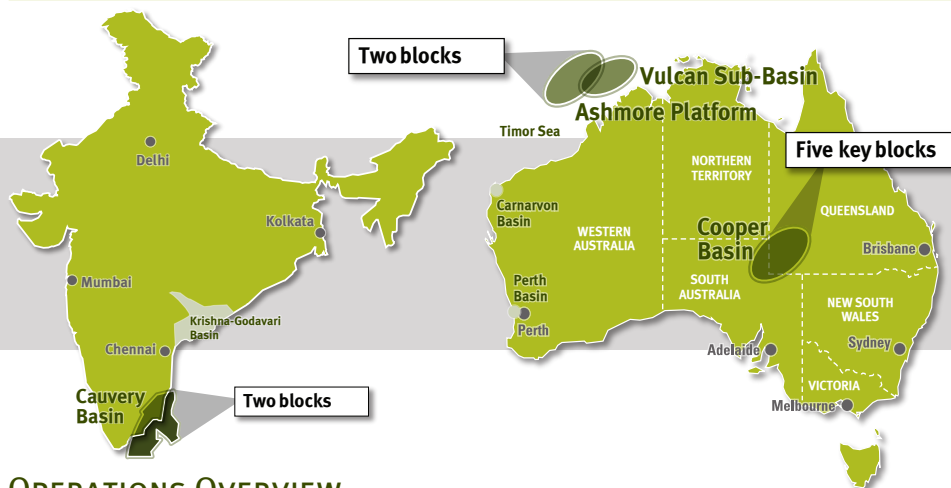 Delhi
Kolkata
Mumbai
Krishna-Godavari
Basin
Chennai
Cauvery
Basin
Two blocks
Two blocks
Vulcan Sub-Basin
Ashmore Platform
Timor Sea
Five key blocks
NORTHERN
TERRITORY
Carnarvon
Basin
WESTERN
AUSTRALIA
QUEENSLAND
Cooper
Basin
Brisbane
SOUTH
AUSTRALIA
Perth
Basin
Perth
NEW SOUTH
WALES
Adelaide
Sydney
VICTORIA
Melbourne